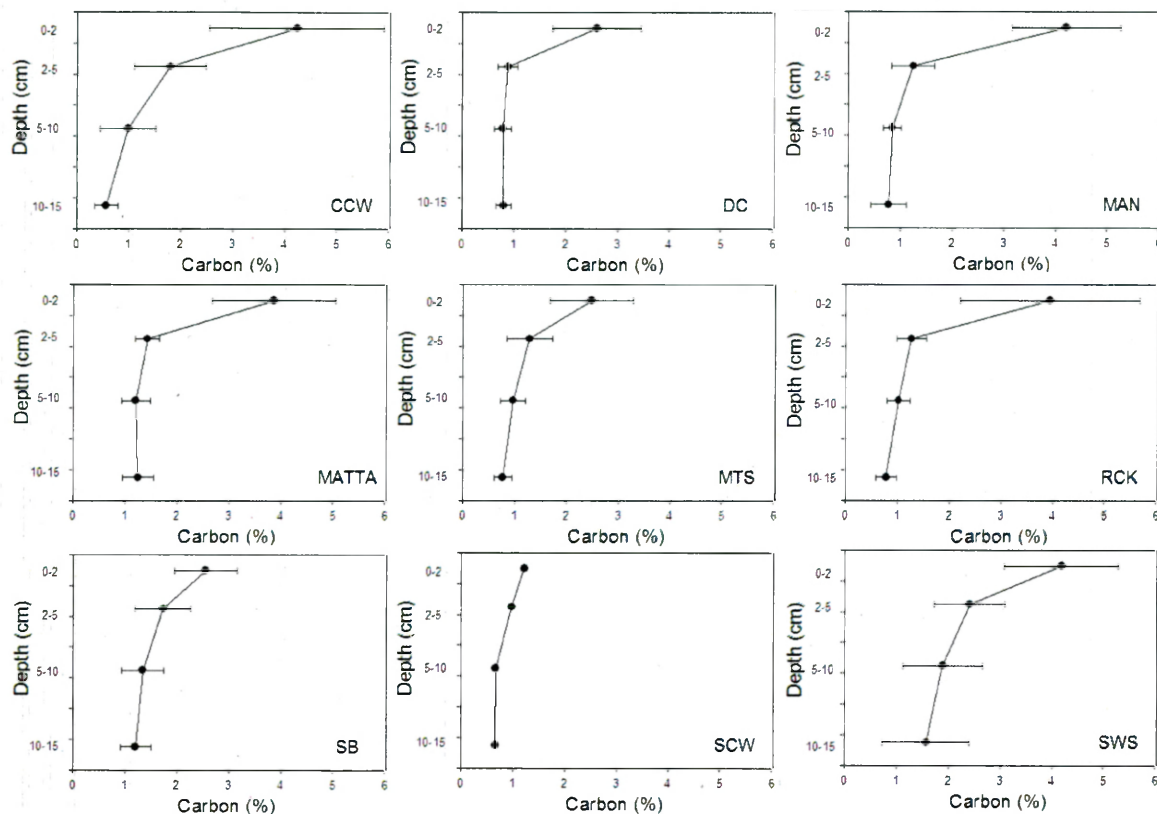 Depth (cm)
0-2
2-5
5-10
10-15
CCW
0 1 2 3 4 5 6
Carbon (%)
Depth (cm)
0-2
2-5
5-10
10-15
DC
0 1 2 3 4 5 6
Carbon (%)
Depth (cm)
0-2
2-5
5-10
10-15
MAN
0 1 2 3 4 5 6
Carbon (%)
Depth (cm)
0-2
2-5
5-10
10-15
MATTA
0 1 2 3 4 5 6
Carbon (%)
Depth (cm)
0-2
2-5
5-10
10-15
MTS
0 1 2 3 4 5 6
Carbon (%)
Depth (cm)
0-2
2-5
5-10
10-15
RCK
0 1 2 3 4 5 6
Carbon (%)
Depth (cm)
0-2
2-5
5-10
10-15
SB
0 1 2 3 4 5 6
Carbon (%)
Depth (cm)
0-2
2-5
5-10
10-15
SCW
0 1 2 3 4 5 6
Carbon (%)
Depth (cm)
0-2
2-5
5-10
10-15
SWS
0 1 2 3 4 5 6
Carbon (%)